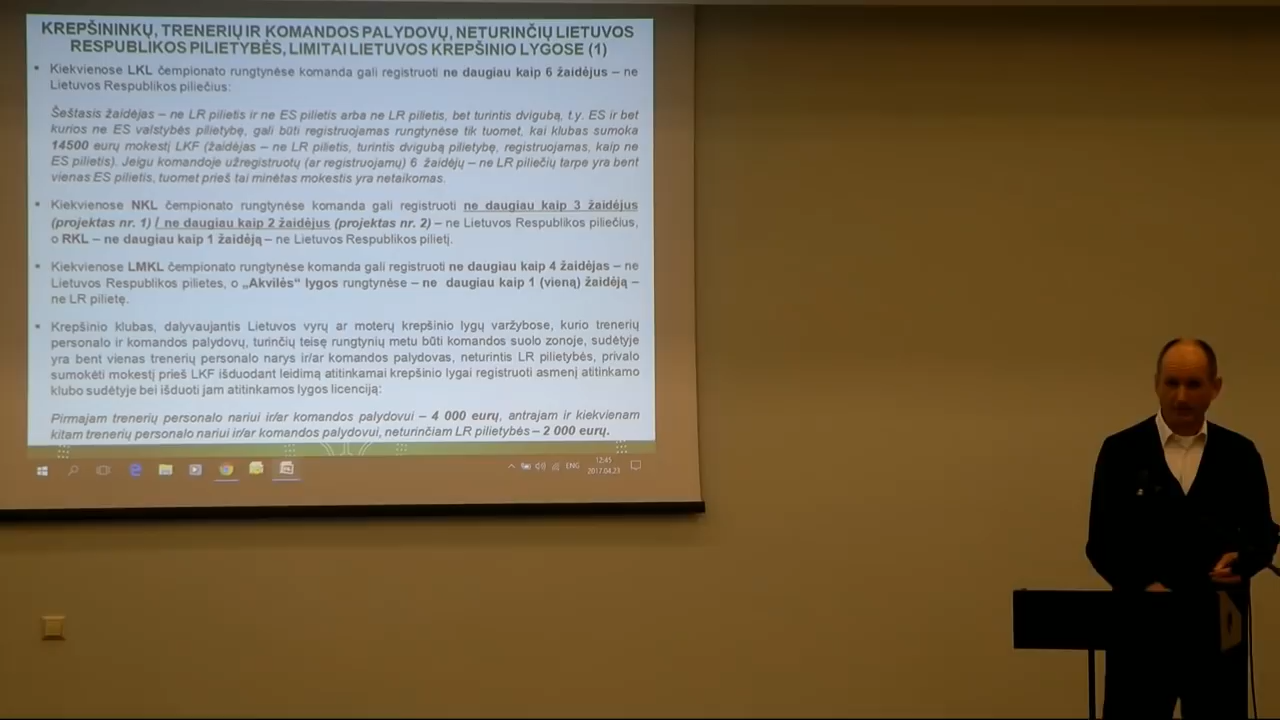 KREPŠININKŲ, TRENERIŲ IR KOMANDOS PALYDOVŲ, NETURINČIŲ LIETUVOS
RESPUBLIKOS PILIETYBĖS, LIMITAI LIETUVOS KREPŠINIO LYGOSE (1)
• Kiekvienose LKL čempionato rungtynėse komanda gali registruoti ne daugiau kaip 6 žaidėjus – ne
Lietuvos Respublikos piliečius:
Šeštasis žaidėjas – ne LR pilietis ir ne ES pilietis arba ne LR pilietis, bet turintis dvigubą, t.y. ES ir bet
kurios ne ES valstybės pilietybę, gali būti registruojamas rungtynėse tik tuomet, kai klubas sumoka
14500 eurų mokestį LKF (žaidėjas – ne LR pilietis, turintis dvigubą pilietybę, registruojamas, kaip ne
ES pilietis). Jeigu komandoje užregistruotų (ar registruojamų) 6 žaidėjų – ne LR piliečių tarpe yra bent
vienas ES pilietis, tuomet prieš tai minėtas mokestis yra netaikomas.
• Kiekvienose NKL čempionato rungtynėse komanda gali registruoti ne daugiau kaip 3 žaidėjus
(projektas nr. 1) / ne daugiau kaip 2 žaidėjus (projektas nr. 2) – ne Lietuvos Respublikos piliečius,
o RKL – ne daugiau kaip 1 žaidėją – ne Lietuvos Respublikos pilietį.
• Kiekvienose LMKL čempionato rungtynėse komanda gali registruoti ne daugiau kaip 4 žaidėjas – ne
Lietuvos Respublikos pilietes, o „Akvilės“ lygos rungtynėse – ne daugiau kaip 1 (vieną) žaidėją –
ne LR pilietę.
• Krepšinio klubas, dalyvaujantis Lietuvos vyrų ar moterų krepšinio lygų varžybose, kurio trenerių
personalo ir komandos palydovų, turinčių teisę rungtynių metu būti komandos suolo zonoje, sudėtyje
yra bent vienas trenerių personalo narys ir/ar komandos palydovas, neturintis LR pilietybės, privalo
sumokėti mokestį prieš LKF išduodant leidimą atitinkamai krepšinio lygai registruoti asmenį atitinkamo
klubo sudėtyje bei išduoti jam atitinkamos lygos licenciją:
Pirmajam trenerių personalo nariui ir/ar komandos palydovui – 4 000 eurų, antrajam ir kiekvienam
kitam trenerių personalo nariui ir/ar komandos palydovui, neturinčiam LR pilietybės – 2 000 eurų.
ENG
12:45
2017.04.23